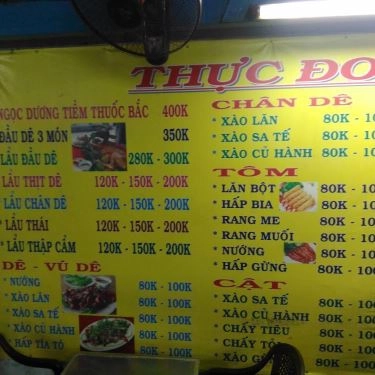 THỰC ĐO
NGỌC DƯƠNG TIỀM THUỐC BẮC 400K
ĐẦU DÊ 3 MÓN 350K
LẨU ĐẦU DÊ 280K - 300K
LẨU THỊT DÊ 120K - 150K - 200K
LẨU CHÂN DÊ 120K - 150K - 200K
* LẨU THÁI 120K - 150K - 200K
* LẨU THẬP CẨM 120K - 150K - 200K
DÊ - VÚ DÊ
* NƯỚNG 80K - 100K
* XÀO LĂN 80K - 100K
* XÀO SA TẾ 80K - 100K
* XÀO CỦ HÀNH 80K - 100K
* HẤP TÍA TÔ 80K - 100K
CHÂN DÊ
* XÀO LĂN 80K - 10
* XÀO SA TẾ 80K - 10
* XÀO CỦ HÀNH 80K - 10
TÔM
* LĂN BỘT 80K - 10
* HẤP BIA 80K - 10
* RANG ME 80K - 10
* RANG MUỐI 80K - 10
* NƯỚNG 80K - 10
* HẤP GỪNG 80K - 10
CẬT
* XÀO SA TẾ 80K - 10
* XÀO CỦ HÀNH 80K - 10
* CHÁY TIÊU 80K - 10
* CHÁY TỎI 80K - 10
* XÀO 80K - 10